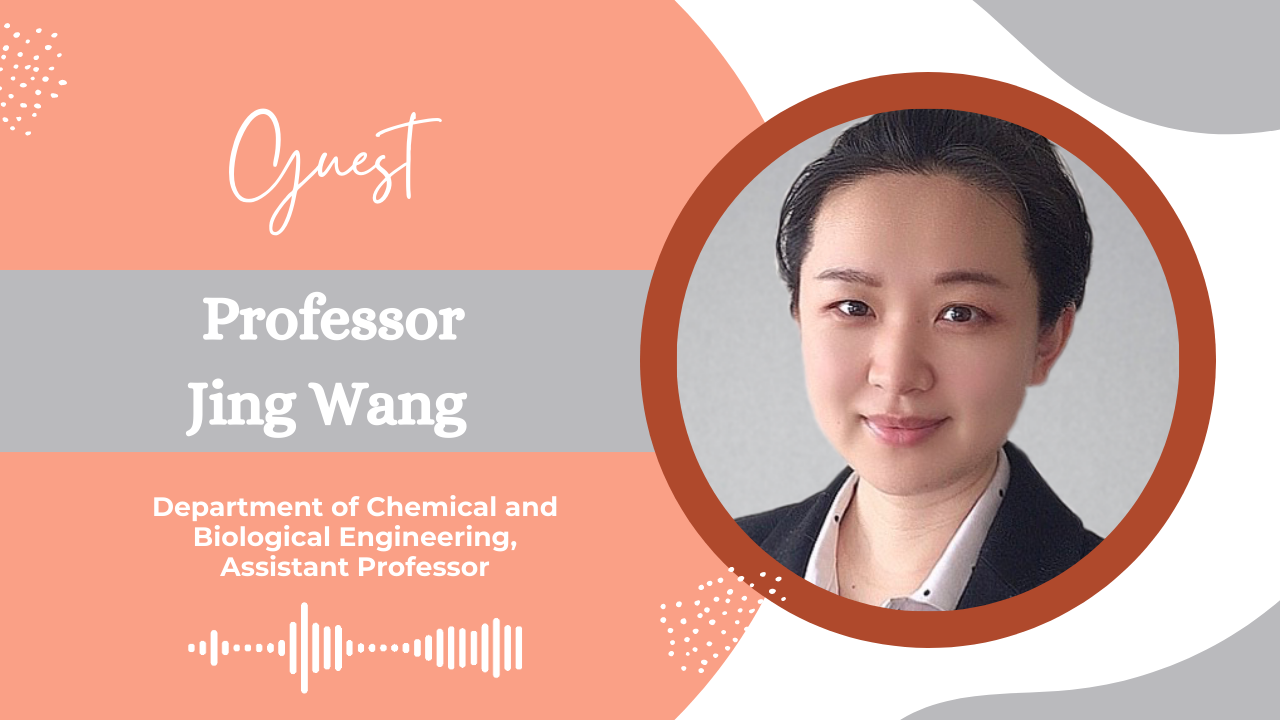 Guest
Professor
Jing Wang
Department of Chemical and
Biological Engineering,
Assistant Professor